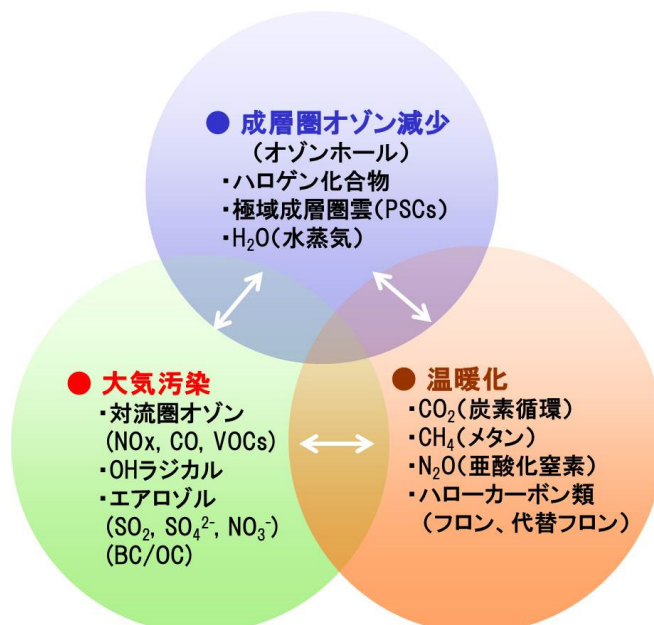 ● 成層圏オゾン減少
(オゾンホール)
・ハロゲン化合物
・極域成層圏雲(PSCs)
・H₂O(水蒸気)
● 大気汚染
・対流圏オゾン
(NOx, CO, VOCs)
・OHラジカル
・エアロゾル
(SO₂, SO₄²⁻, NO₃⁻)
(BC/OC)
● 温暖化
・CO₂(炭素循環)
・CH₄(メタン)
・N₂O(亜酸化窒素)
・ハローカーボン類
(フロン、代替フロン)